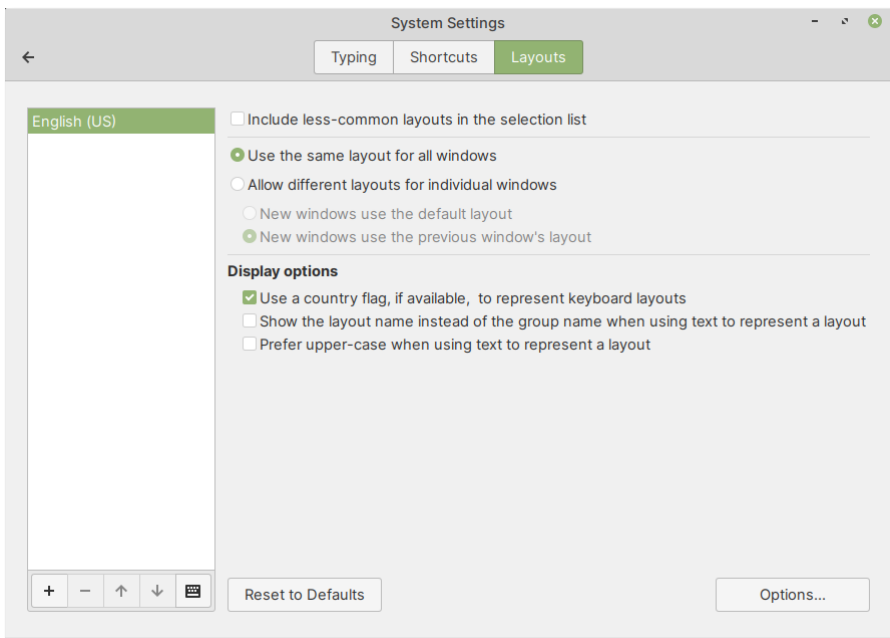 System Settings
Typing
Shortcuts
Layouts
English (US)
Include less-common layouts in the selection list
Use the same layout for all windows
Allow different layouts for individual windows
New windows use the default layout
New windows use the previous window's layout
Display options
Use a country flag, if available,  to represent keyboard layouts
Show the layout name instead of the group name when using text to represent a layout
Prefer upper-case when using text to represent a layout
Reset to Defaults
Options...